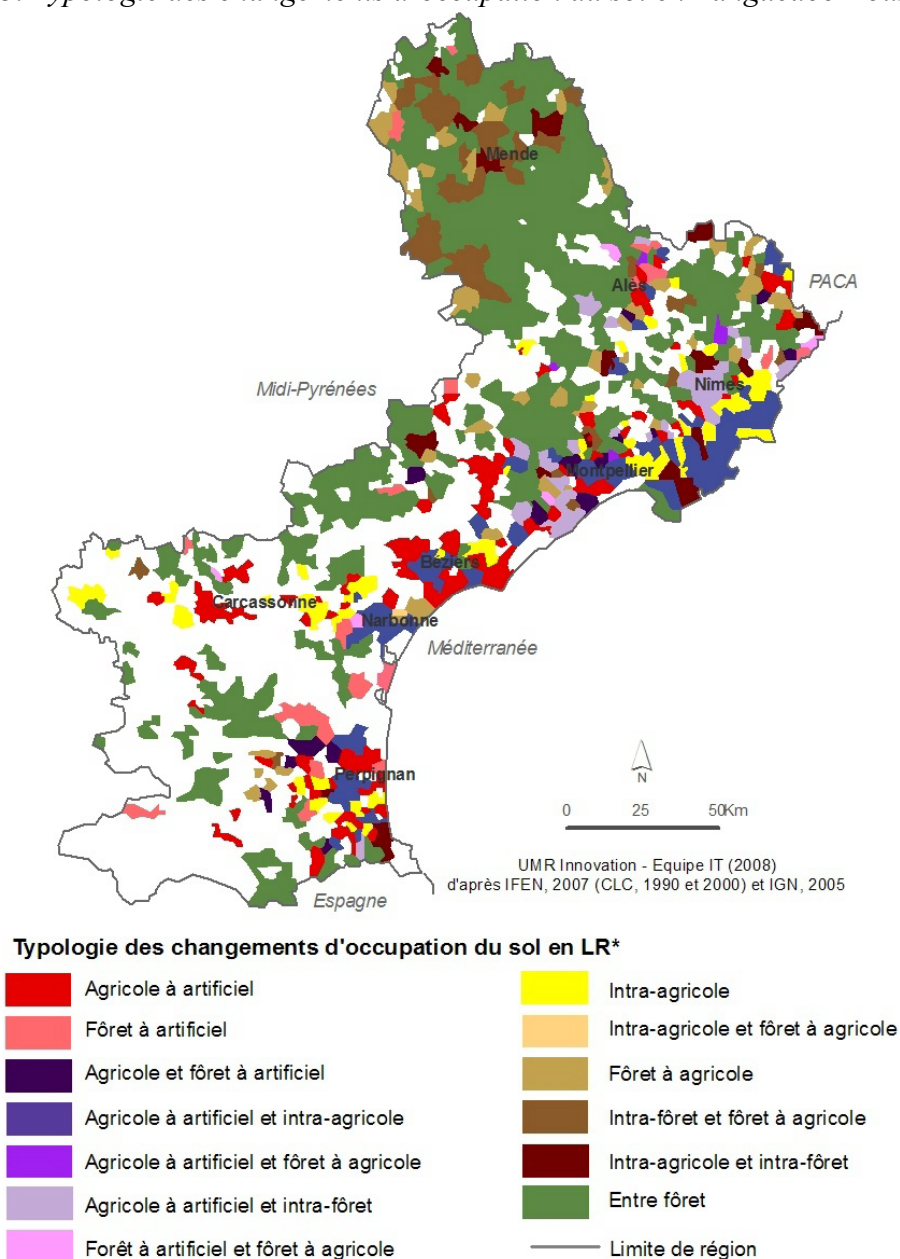 Mende
PACA
Alès
Midi-Pyrénées
Nîmes
Montpellier
Béziers
Carcassonne
Narbonne
Méditerranée
Perpignan
N
0 25 50Km
UMR Innovation - Equipe IT (2008)
d'après IFEN, 2007 (CLC, 1990 et 2000) et IGN, 2005
Espagne
Typologie des changements d'occupation du sol en LR*
Agricole à artificiel
Fôret à artificiel
Agricole et fôret à artificiel
Agricole à artificiel et intra-agricole
Agricole à artificiel et fôret à agricole
Agricole à artificiel et intra-fôret
Forêt à artificiel et fôret à agricole
Intra-agricole
Intra-agricole et fôret à agricole
Fôret à agricole
Intra-fôret et fôret à agricole
Intra-agricole et intra-fôret
Entre fôret
Limite de région